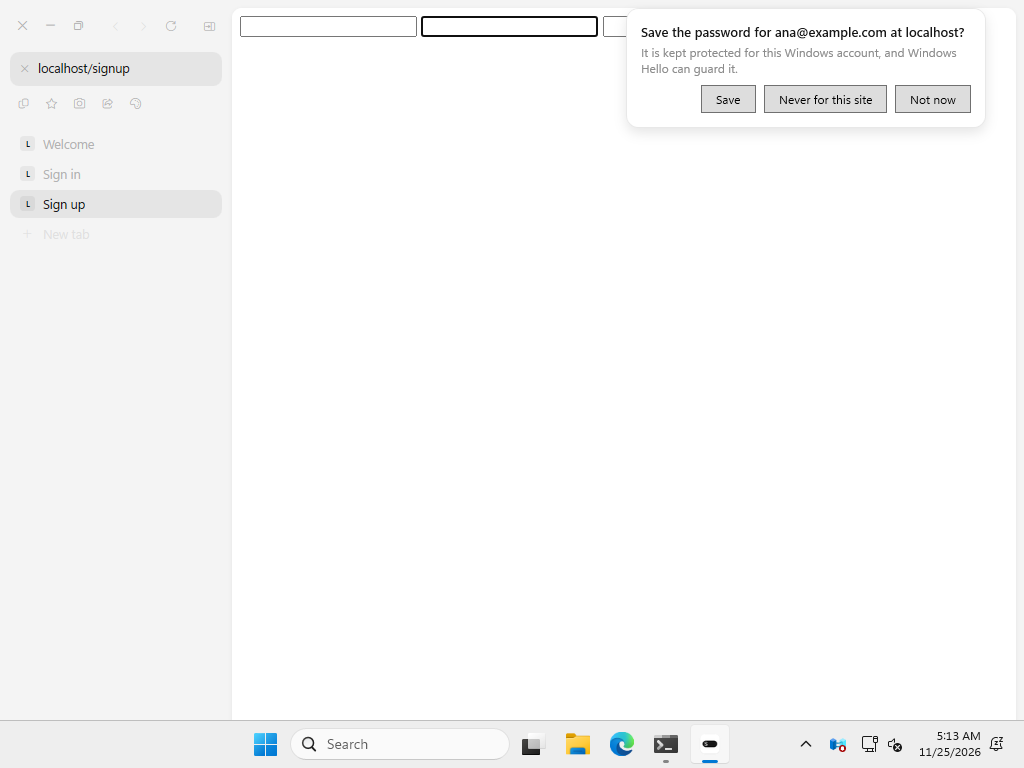 localhost/signup
L Welcome
L Sign in
L Sign up
New tab
Save the password for ana@example.com at localhost?
It is kept protected for this Windows account, and Windows
Hello can guard it.
Save
Never for this site
Not now
Search
5:13 AM
11/25/2026